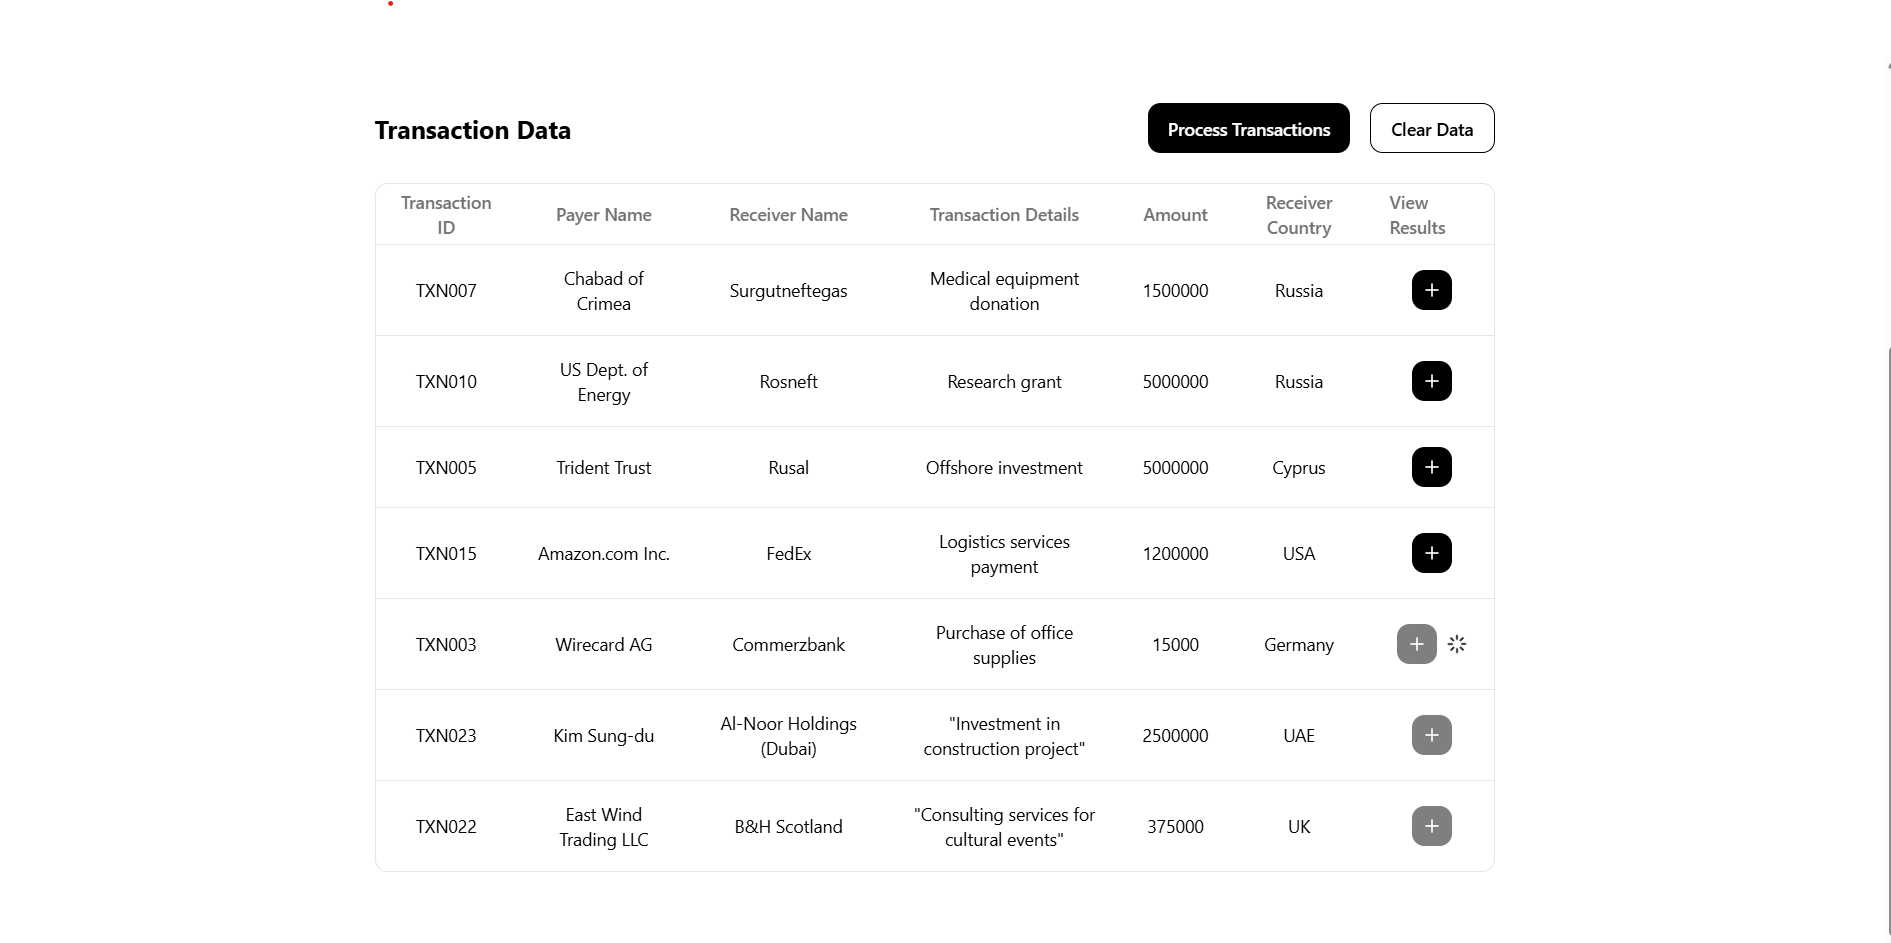 Transaction Data
Process Transactions
Clear Data
Transaction
ID
Payer Name
Receiver Name
Transaction Details
Amount
Receiver
Country
View
Results
TXN007
Chabad of
Crimea
Surgutneftegas
Medical equipment
donation
1500000
Russia
TXN010
US Dept. of
Energy
Rosneft
Research grant
5000000
Russia
TXN005
Trident Trust
Rusal
Offshore investment
5000000
Cyprus
TXN015
Amazon.com Inc.
FedEx
Logistics services
payment
1200000
USA
TXN003
Wirecard AG
Commerzbank
Purchase of office
supplies
15000
Germany
TXN023
Kim Sung-du
Al-Noor Holdings
(Dubai)
"Investment in
construction project"
2500000
UAE
TXN022
East Wind
Trading LLC
B&H Scotland
"Consulting services for
cultural events"
375000
UK